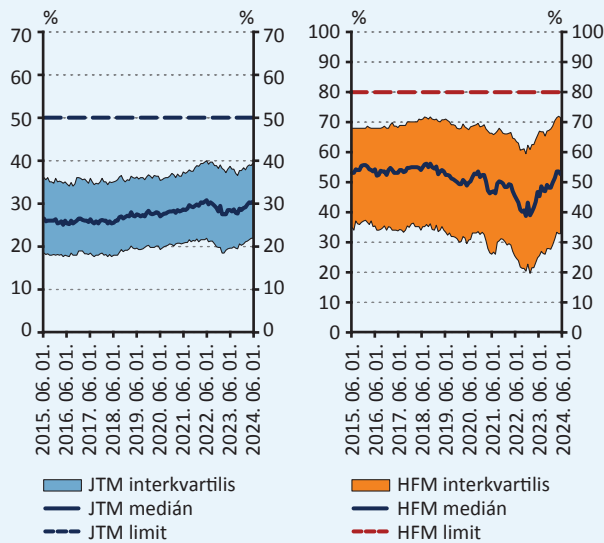 % %
70 70
60 60
50 50
40 40
30 30
20 20
10 10
0 0
2015. 06. 01.
2016. 06. 01.
2017. 06. 01.
2018. 06. 01.
2019. 06. 01.
2020. 06. 01.
2021. 06. 01.
2022. 06. 01.
2023. 06. 01.
2024. 06. 01.
JTM interkvartilis
JTM medián
JTM limit
% %
100 100
90 90
80 80
70 70
60 60
50 50
40 40
30 30
20 20
10 10
0 0
2015. 06. 01.
2016. 06. 01.
2017. 06. 01.
2018. 06. 01.
2019. 06. 01.
2020. 06. 01.
2021. 06. 01.
2022. 06. 01.
2023. 06. 01.
2024. 06. 01.
HFM interkvartilis
HFM medián
HFM limit